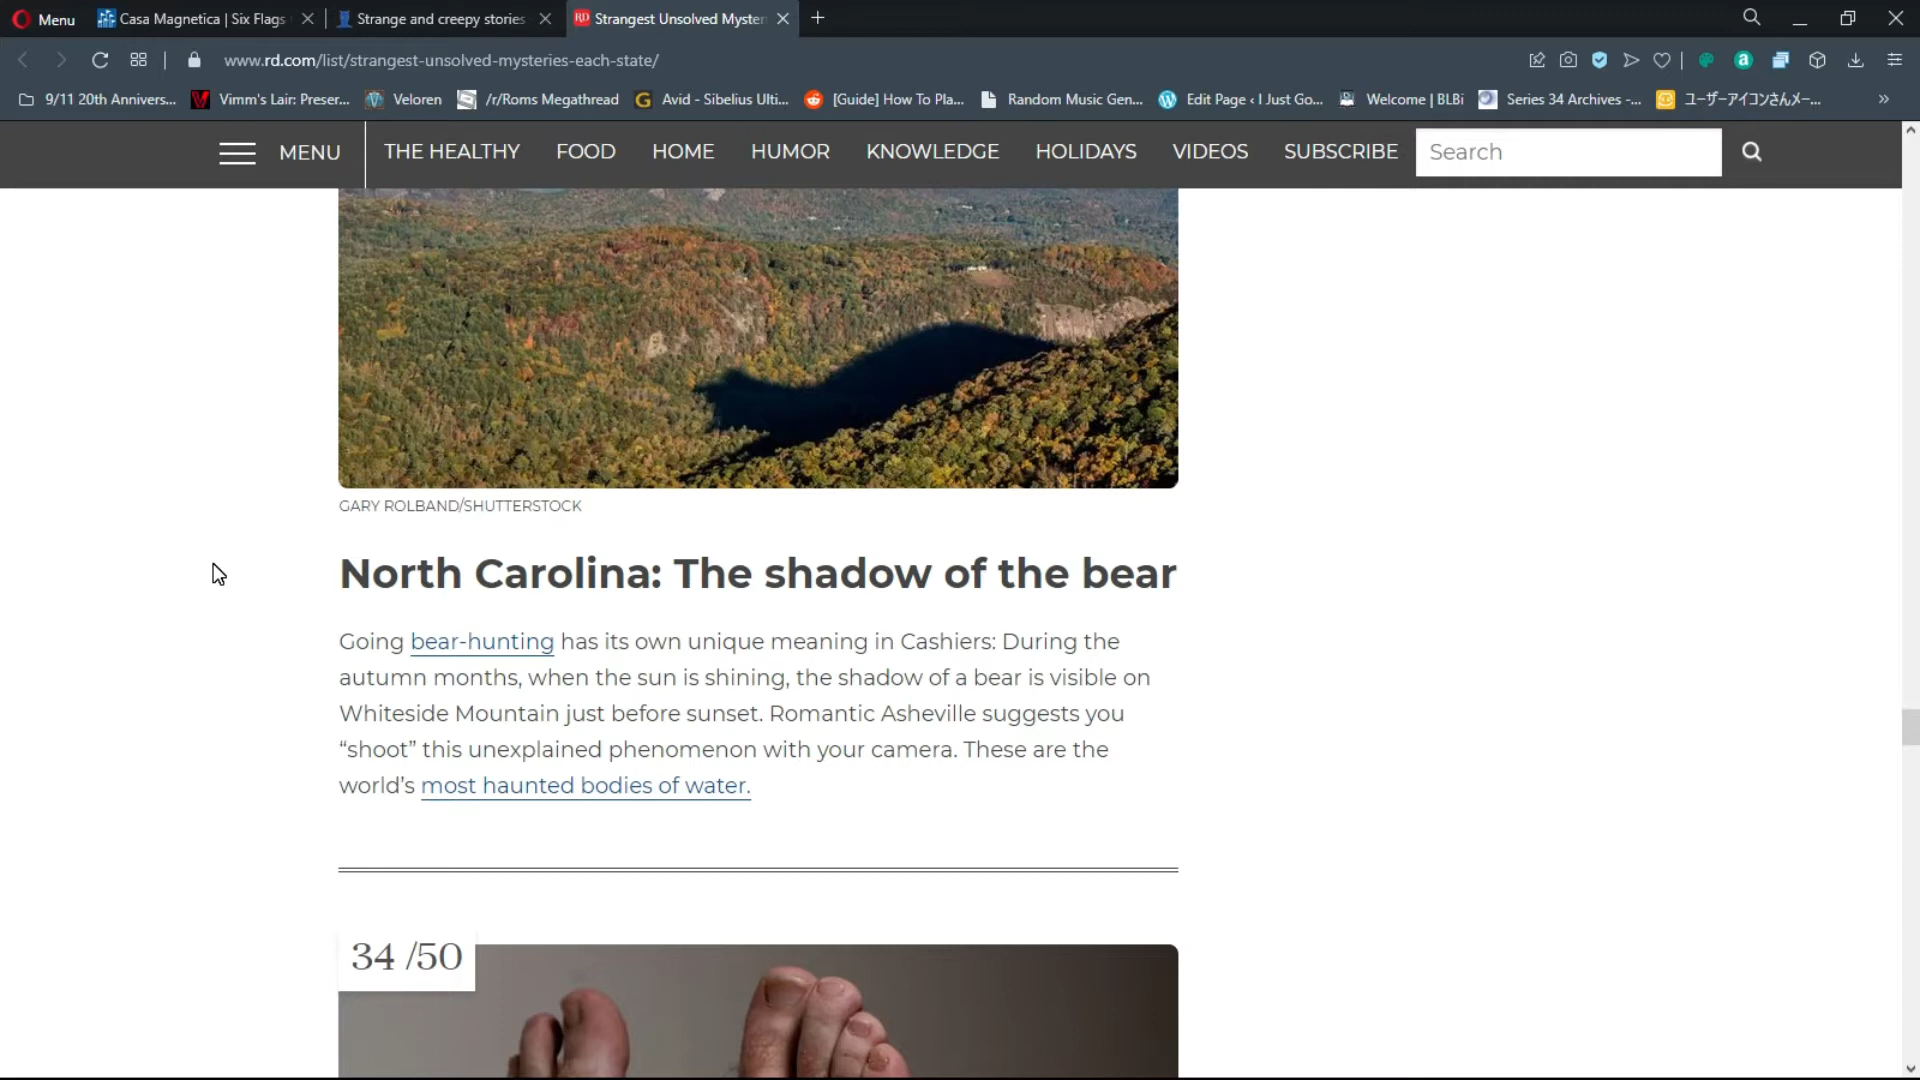 Menu
Casa Magnetica | Six Flags
Strange and creepy stories
RD
Strangest Unsolved Myster
www.rd.com/list/strangest-unsolved-mysteries-each-state/
9/11 20th Annivers...
Vimm's Lair: Preser...
Veloren
/r/Roms Megathread
Avid - Sibelius Ulti...
[Guide] How To Pla...
Random Music Gen...
Edit Page ‹ I Just Go...
Welcome | BLBi
Series 34 Archives -...
ユーザーアイコンさんメー...
MENU
THE HEALTHY
FOOD
HOME
HUMOR
KNOWLEDGE
HOLIDAYS
VIDEOS
SUBSCRIBE
Search
GARY ROLBAND/SHUTTERSTOCK
North Carolina: The shadow of the bear
Going bear-hunting has its own unique meaning in Cashiers: During the
autumn months, when the sun is shining, the shadow of a bear is visible on
Whiteside Mountain just before sunset. Romantic Asheville suggests you
“shoot” this unexplained phenomenon with your camera. These are the
world’s most haunted bodies of water.
34 /50